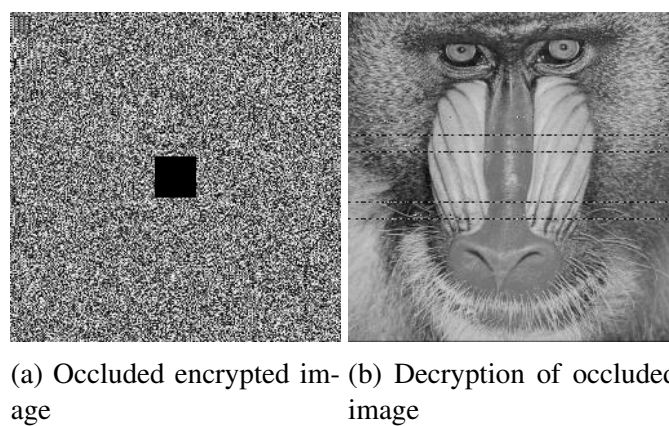 (a) Occluded encrypted im-
age
(b) Decryption of occluded
image